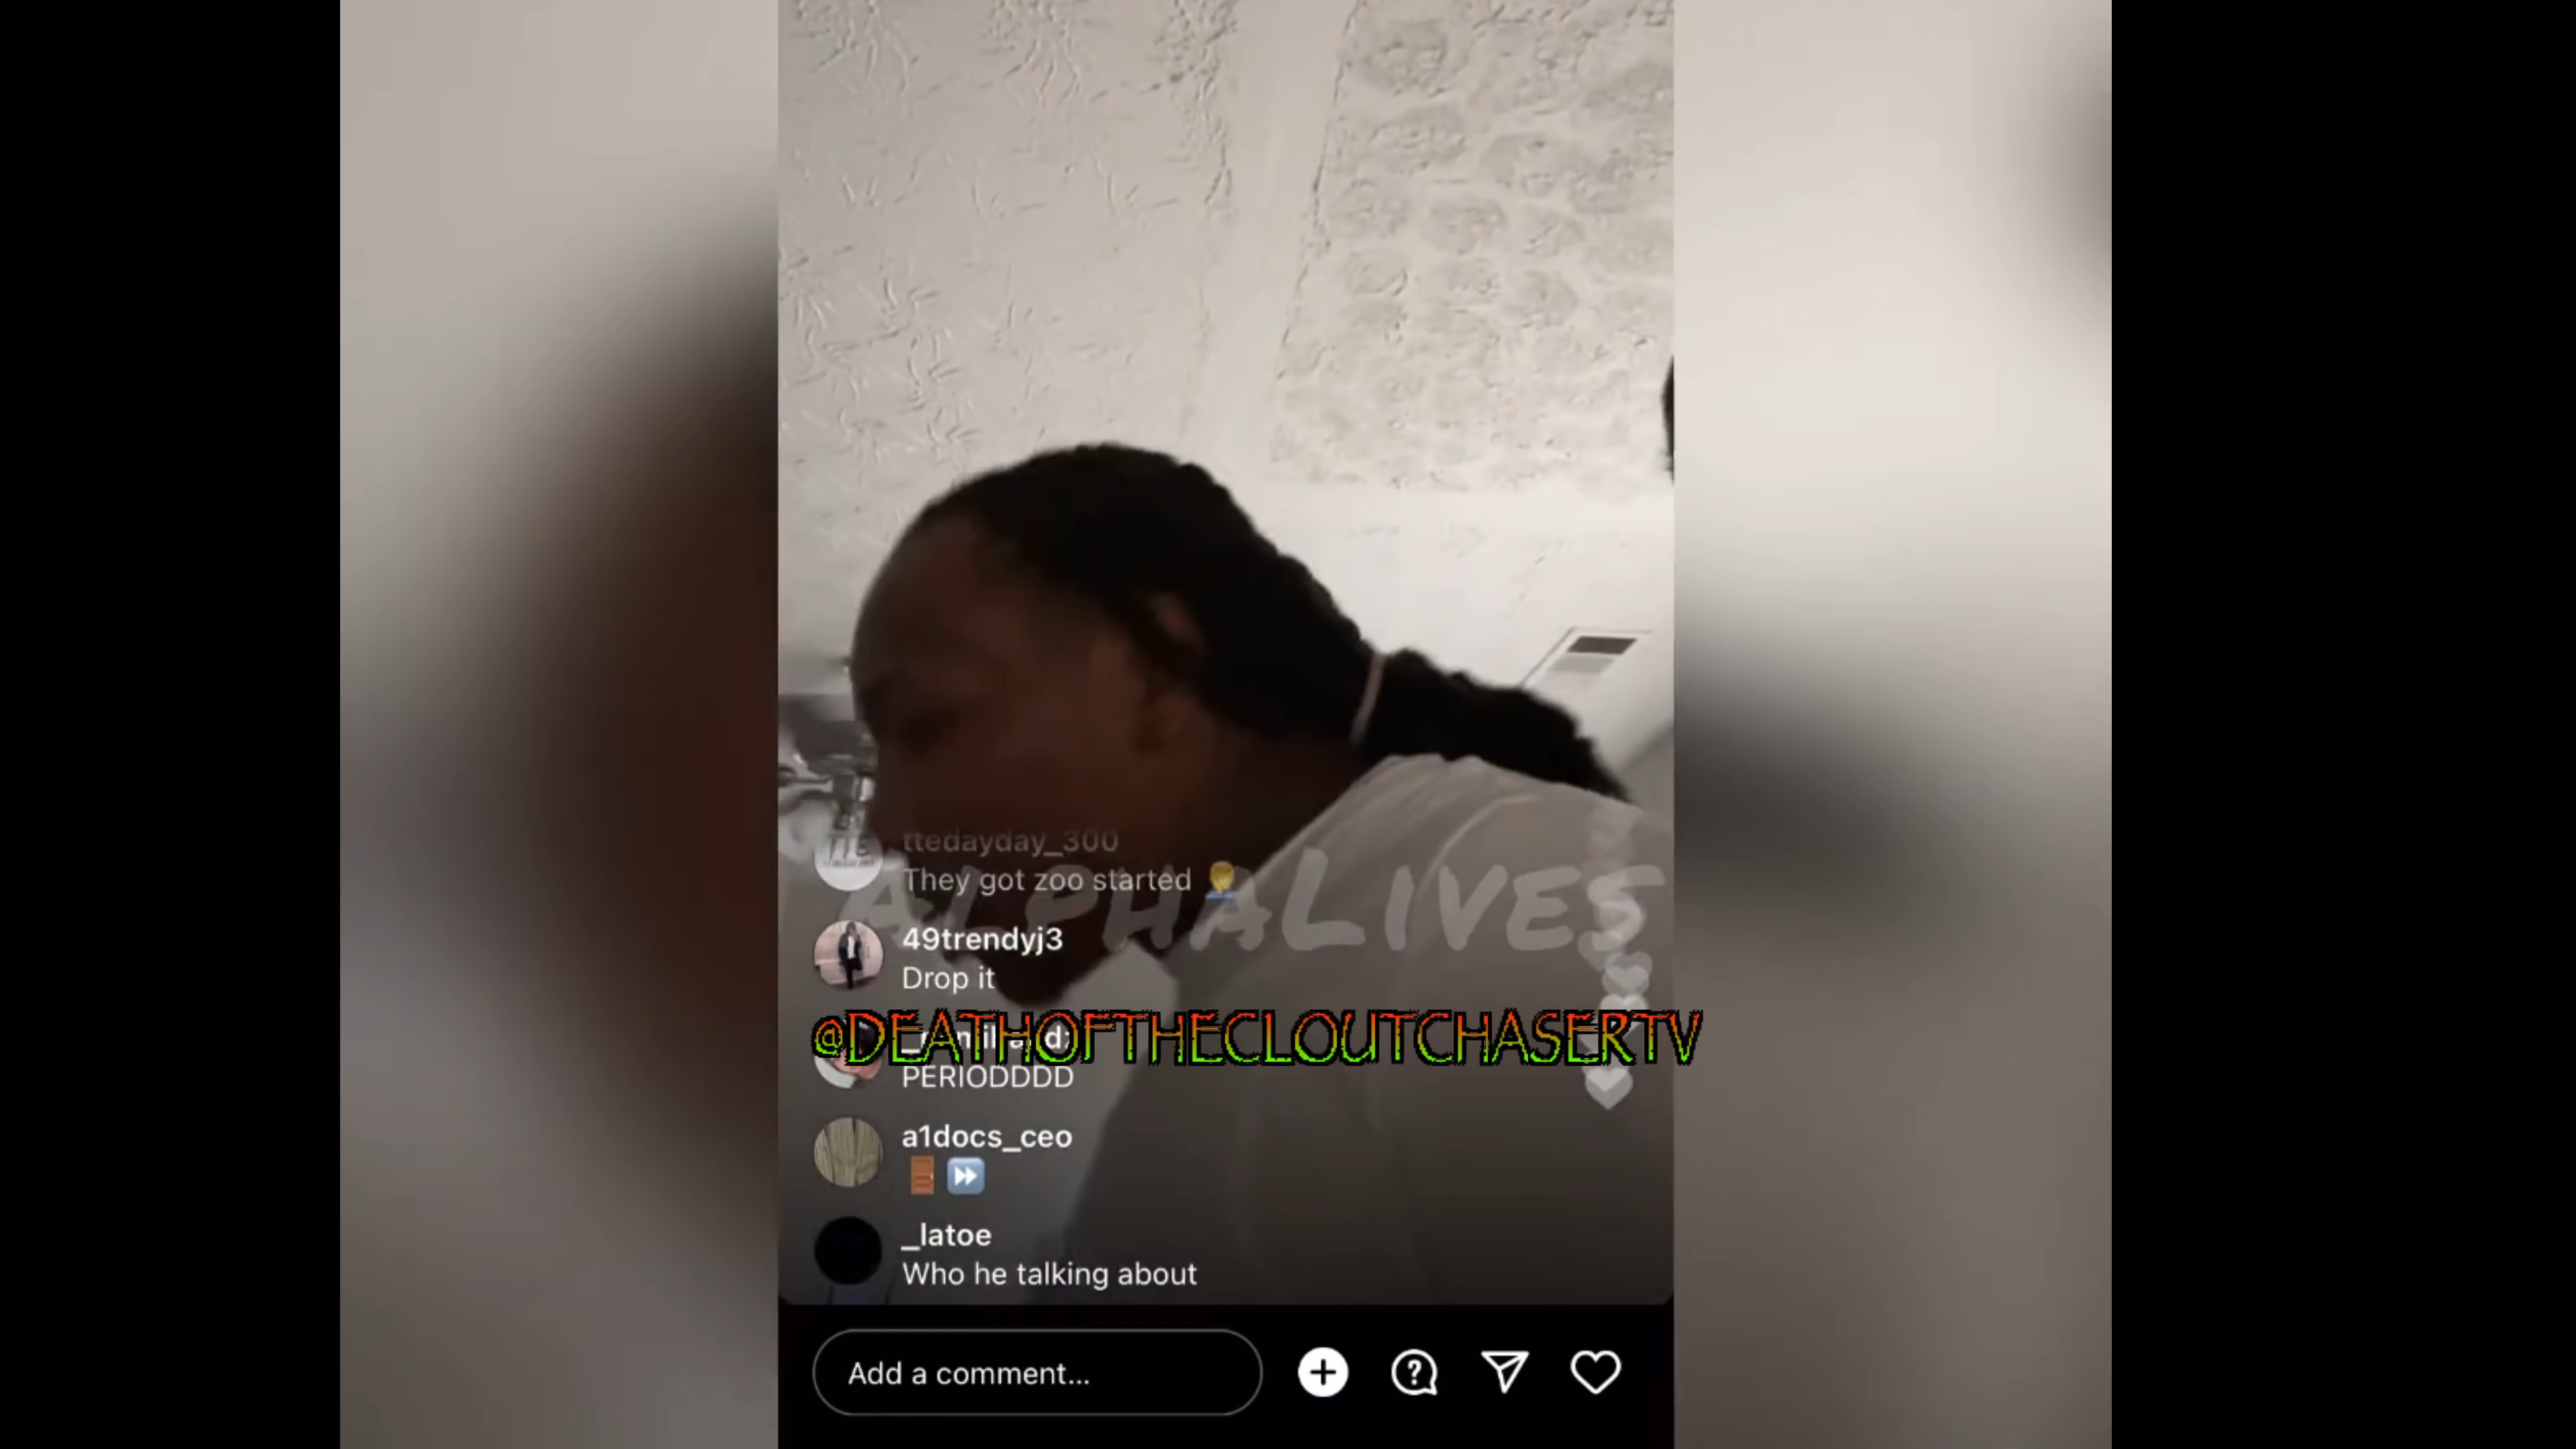 ttedayday_300
They got zoo started
ALPHALIVES
49trendyj3
Drop it
@DEATHOFTHECLOUTCHASERTV
PERIODDDD
a1docs_ceo
_latoe
Who he talking about
Add a comment...